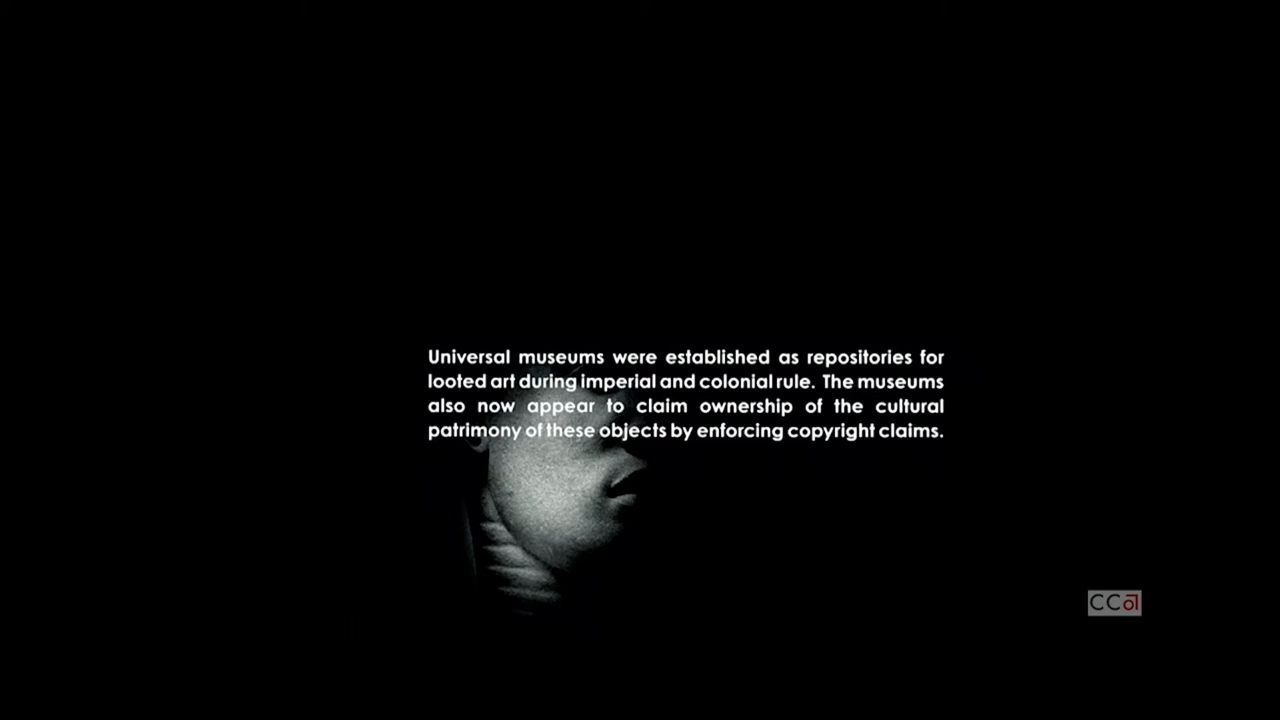 Universal museums were established as repositories for
looted art during imperial and colonial rule. The museums
also now appear to claim ownership of the cultural
patrimony of these objects by enforcing copyright claims.
CCa